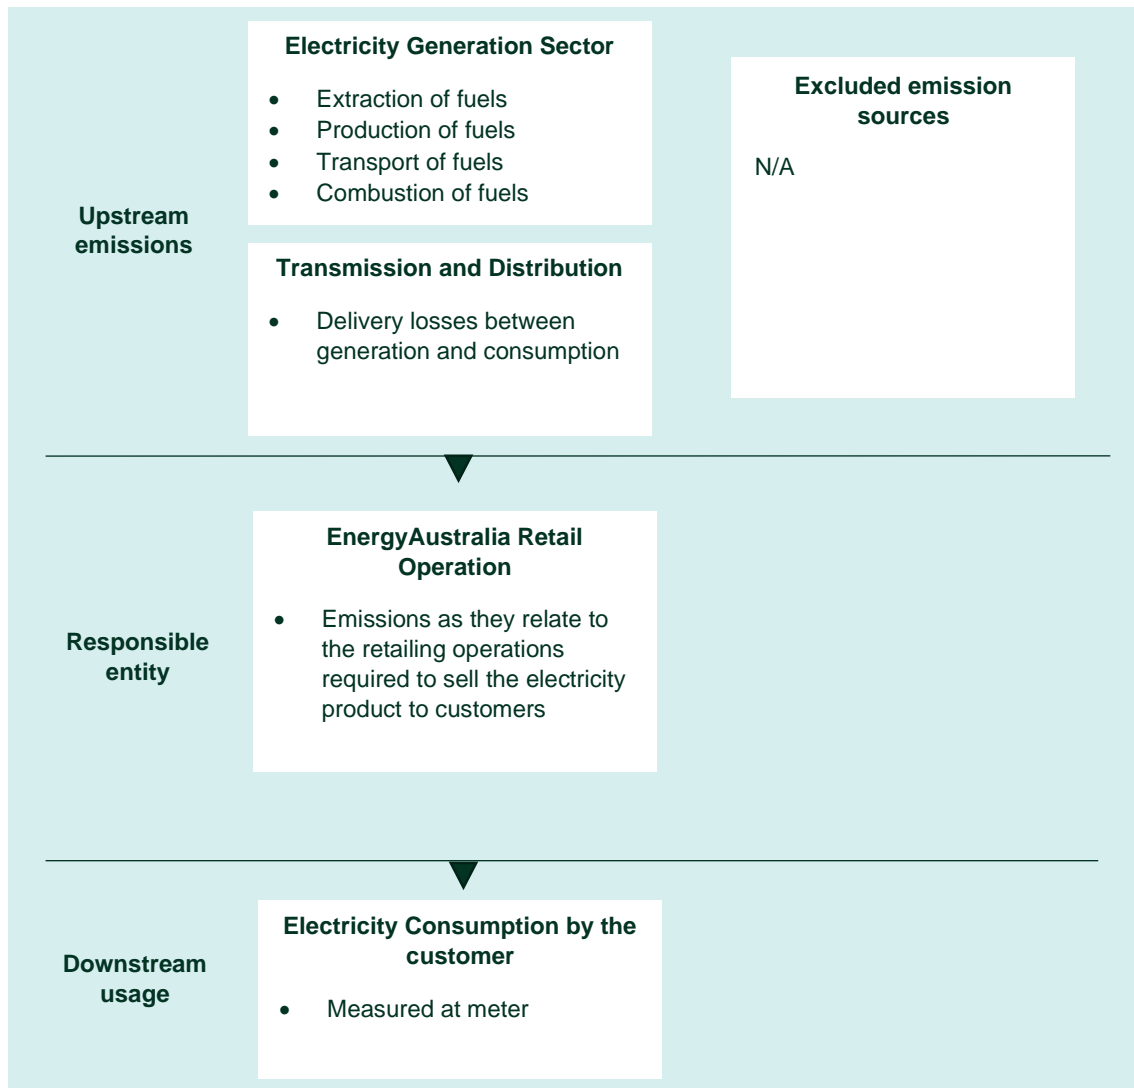 Upstream
emissions
Electricity Generation Sector
• Extraction of fuels
• Production of fuels
• Transport of fuels
• Combustion of fuels
Transmission and Distribution
• Delivery losses between
generation and consumption
Excluded emission
sources
N/A
Responsible
entity
EnergyAustralia Retail
Operation
• Emissions as they relate to
the retailing operations
required to sell the electricity
product to customers
Downstream
usage
Electricity Consumption by the
customer
• Measured at meter